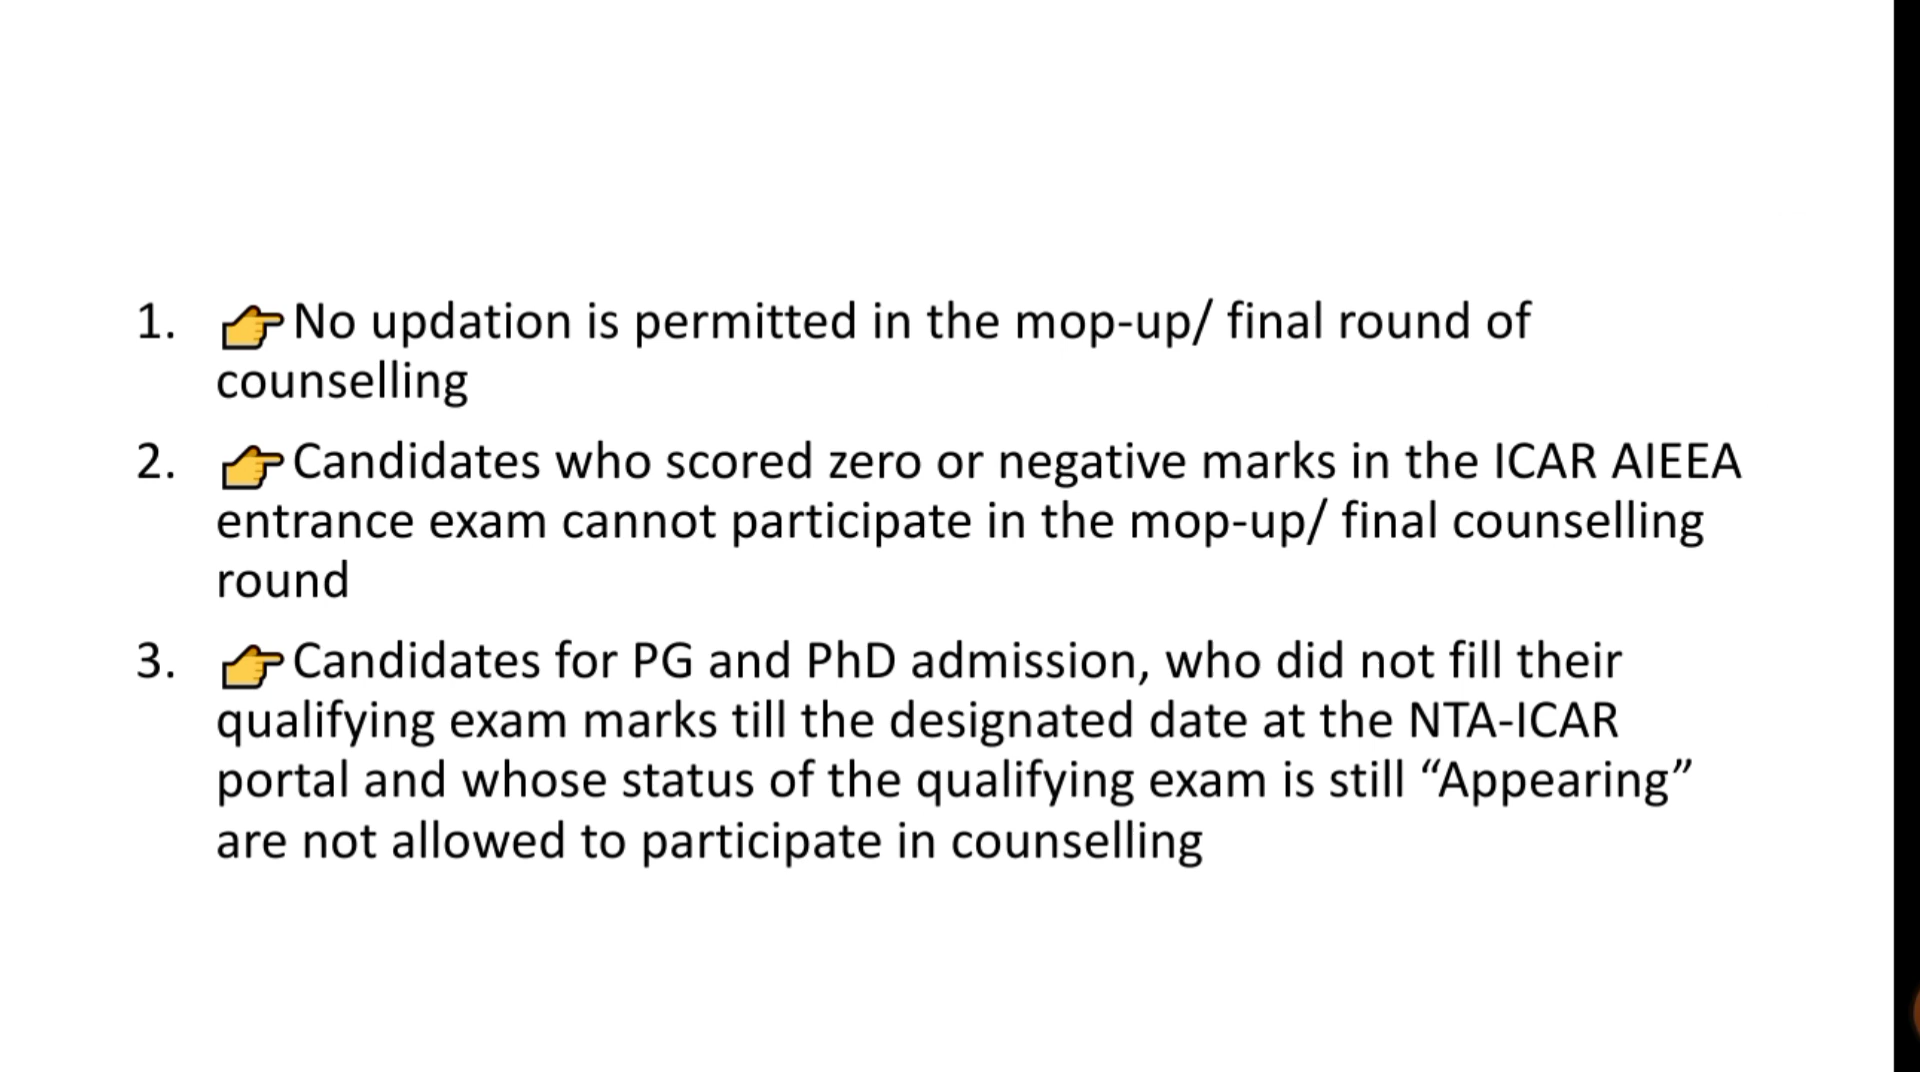 1. 👉No updation is permitted in the mop-up/ final round of
counselling
2. 👉Candidates who scored zero or negative marks in the ICAR AIEEA
entrance exam cannot participate in the mop-up/ final counselling
round
3. 👉Candidates for PG and PhD admission, who did not fill their
qualifying exam marks till the designated date at the NTA-ICAR
portal and whose status of the qualifying exam is still “Appearing”
are not allowed to participate in counselling